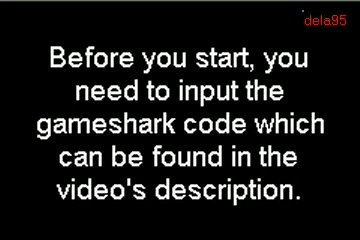 dela95
Before you start, you
need to input the
gameshark code which
can be found in the
video's description.